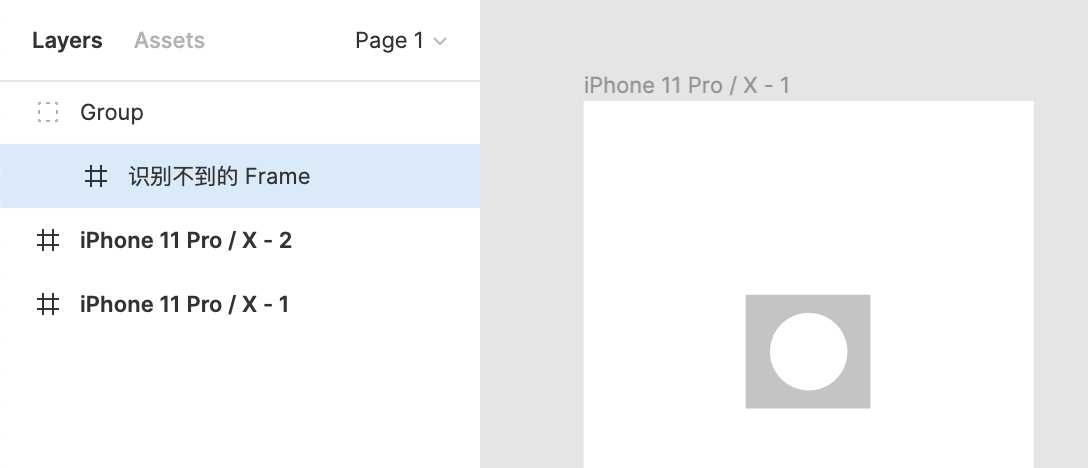 Layers Assets Page 1
Group
识别不到的 Frame
iPhone 11 Pro / X - 2
iPhone 11 Pro / X - 1
iPhone 11 Pro / X - 1